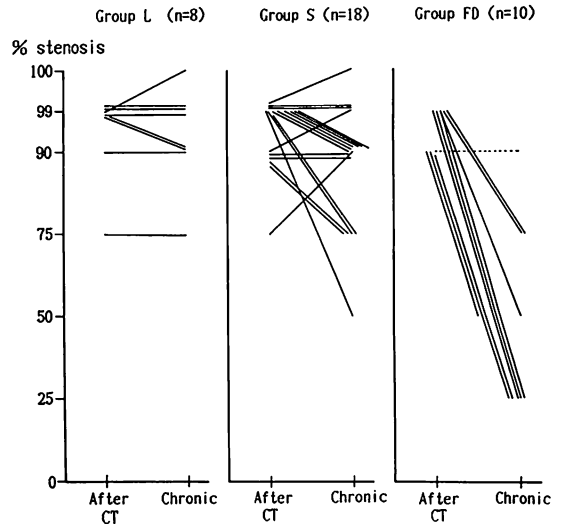 Group L (n=8) Group S (n=18) Group FD (n=10)
% stenosis
100
99
90
75
50
25
0
After Chronic After Chronic After Chronic
CT CT CT